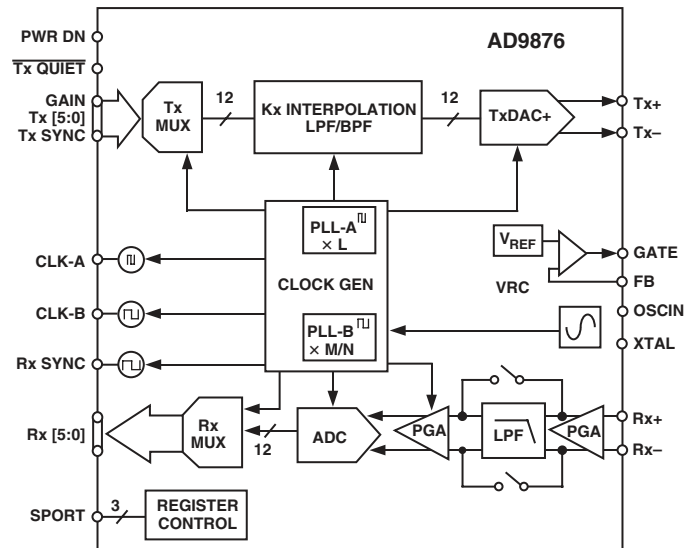 PWR DN
AD9876
Tx QUIET
GAIN
Tx [5:0]
Tx SYNC
Tx
MUX
12
Kx INTERPOLATION
LPF/BPF
12
TxDAC+
Tx+
Tx–
PLL-A
× L
CLOCK GEN
PLL-B
× M/N
CLK-A
CLK-B
Rx SYNC
VREF
VRC
GATE
FB
OSCIN
XTAL
Rx [5:0]
Rx
MUX
12
ADC
PGA
LPF
PGA
Rx+
Rx–
SPORT
3
REGISTER
CONTROL